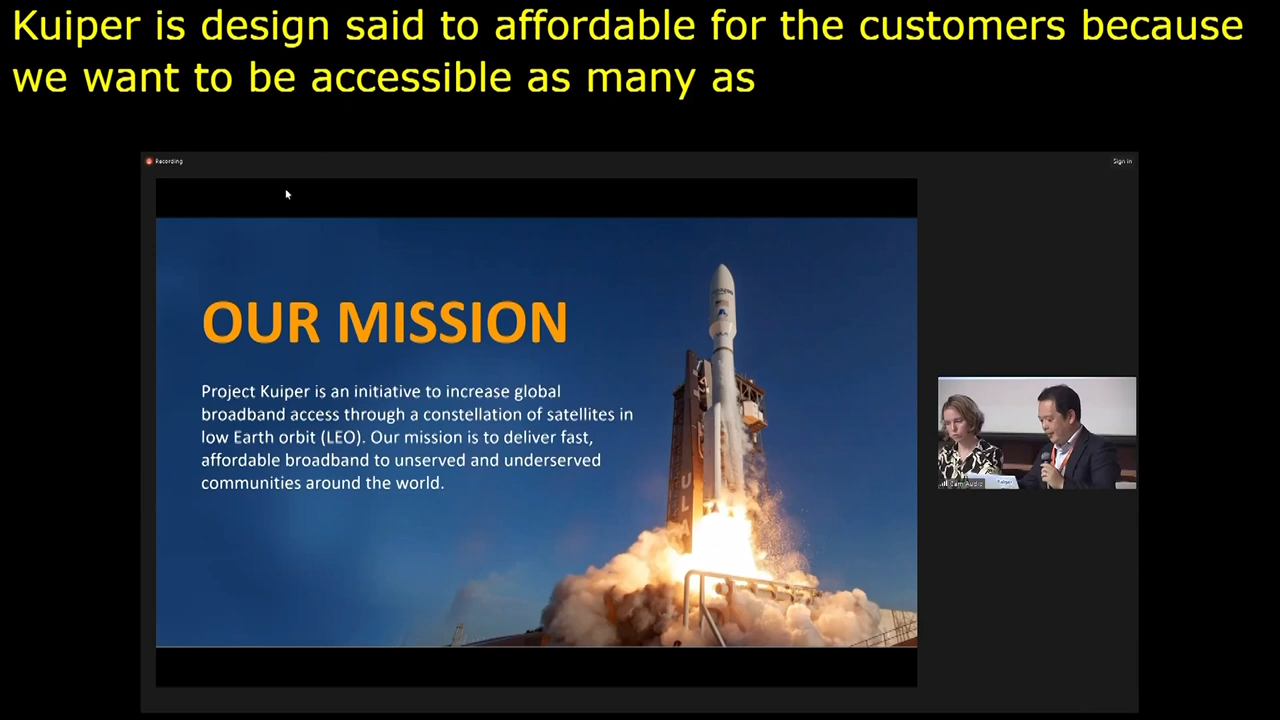 Kuiper is design said to affordable for the customers because
we want to be accessible as many as
Recording
Sign in
OUR MISSION
Project Kuiper is an initiative to increase global
broadband access through a constellation of satellites in
low Earth orbit (LEO). Our mission is to deliver fast,
affordable broadband to unserved and underserved
communities around the world.